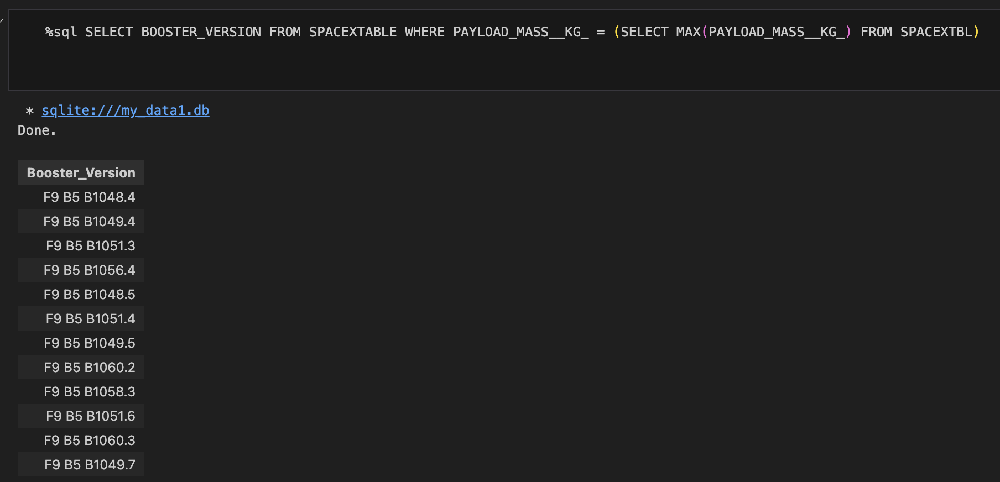 %sql SELECT BOOSTER_VERSION FROM SPACEXTABLE WHERE PAYLOAD_MASS__KG_ = (SELECT MAX(PAYLOAD_MASS__KG_) FROM SPACEXTBL)
* sqlite:///my_data1.db
Done.
Booster_Version
F9 B5 B1048.4
F9 B5 B1049.4
F9 B5 B1051.3
F9 B5 B1056.4
F9 B5 B1048.5
F9 B5 B1051.4
F9 B5 B1049.5
F9 B5 B1060.2
F9 B5 B1058.3
F9 B5 B1051.6
F9 B5 B1060.3
F9 B5 B1049.7